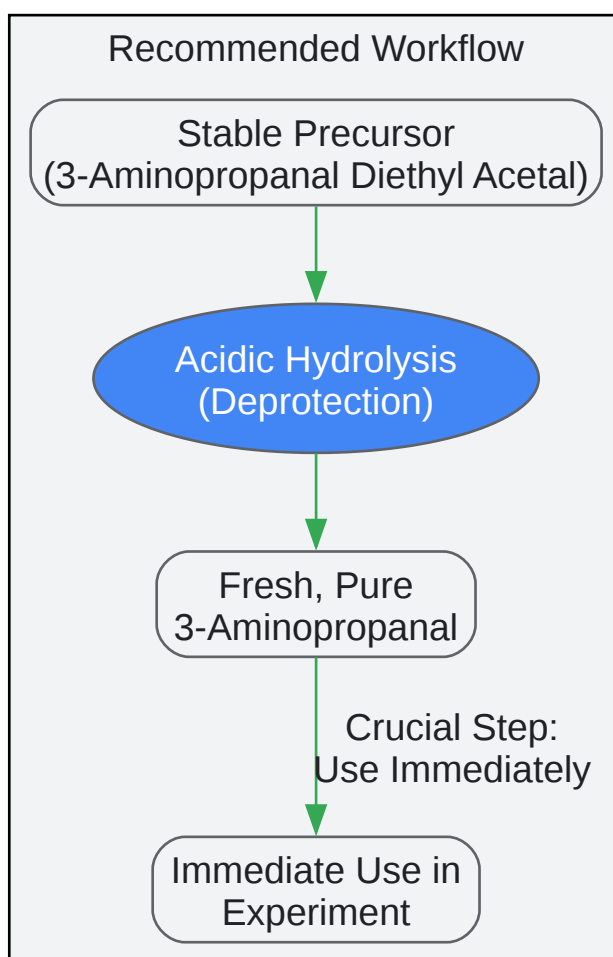 Recommended Workflow
Stable Precursor
(3-Aminopropanal Diethyl Acetal)
Acidic Hydrolysis
(Deprotection)
Fresh, Pure
3-Aminopropanal
Crucial Step:
Use Immediately
Immediate Use in
Experiment